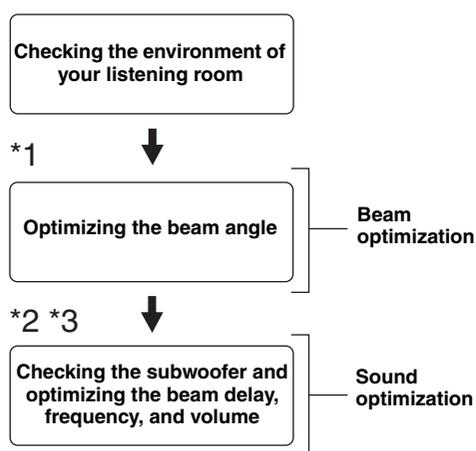 Checking the environment of
your listening room
*1
Optimizing the beam angle
Beam
optimization
*2 *3
Checking the subwoofer and
optimizing the beam delay,
frequency, and volume
Sound
optimization